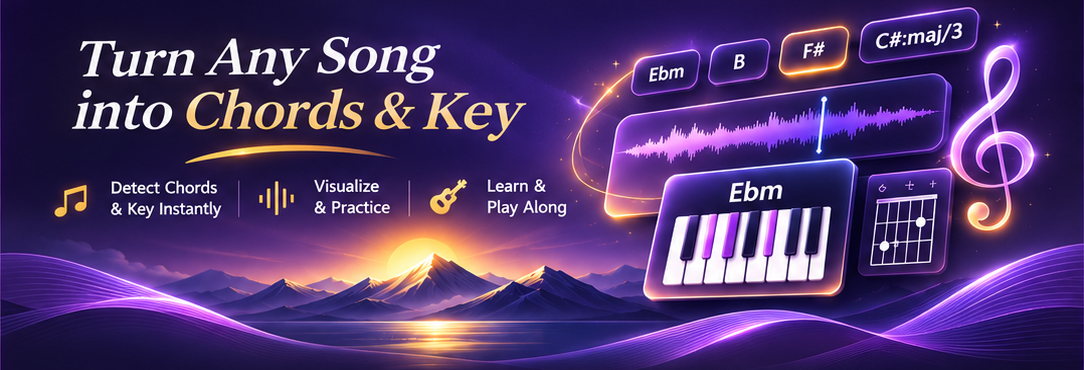 Turn Any Song
into Chords & Key
Detect Chords
& Key Instantly
Visualize
& Practice
Learn &
Play Along
Ebm
B
F#
C#:maj/3
Ebm